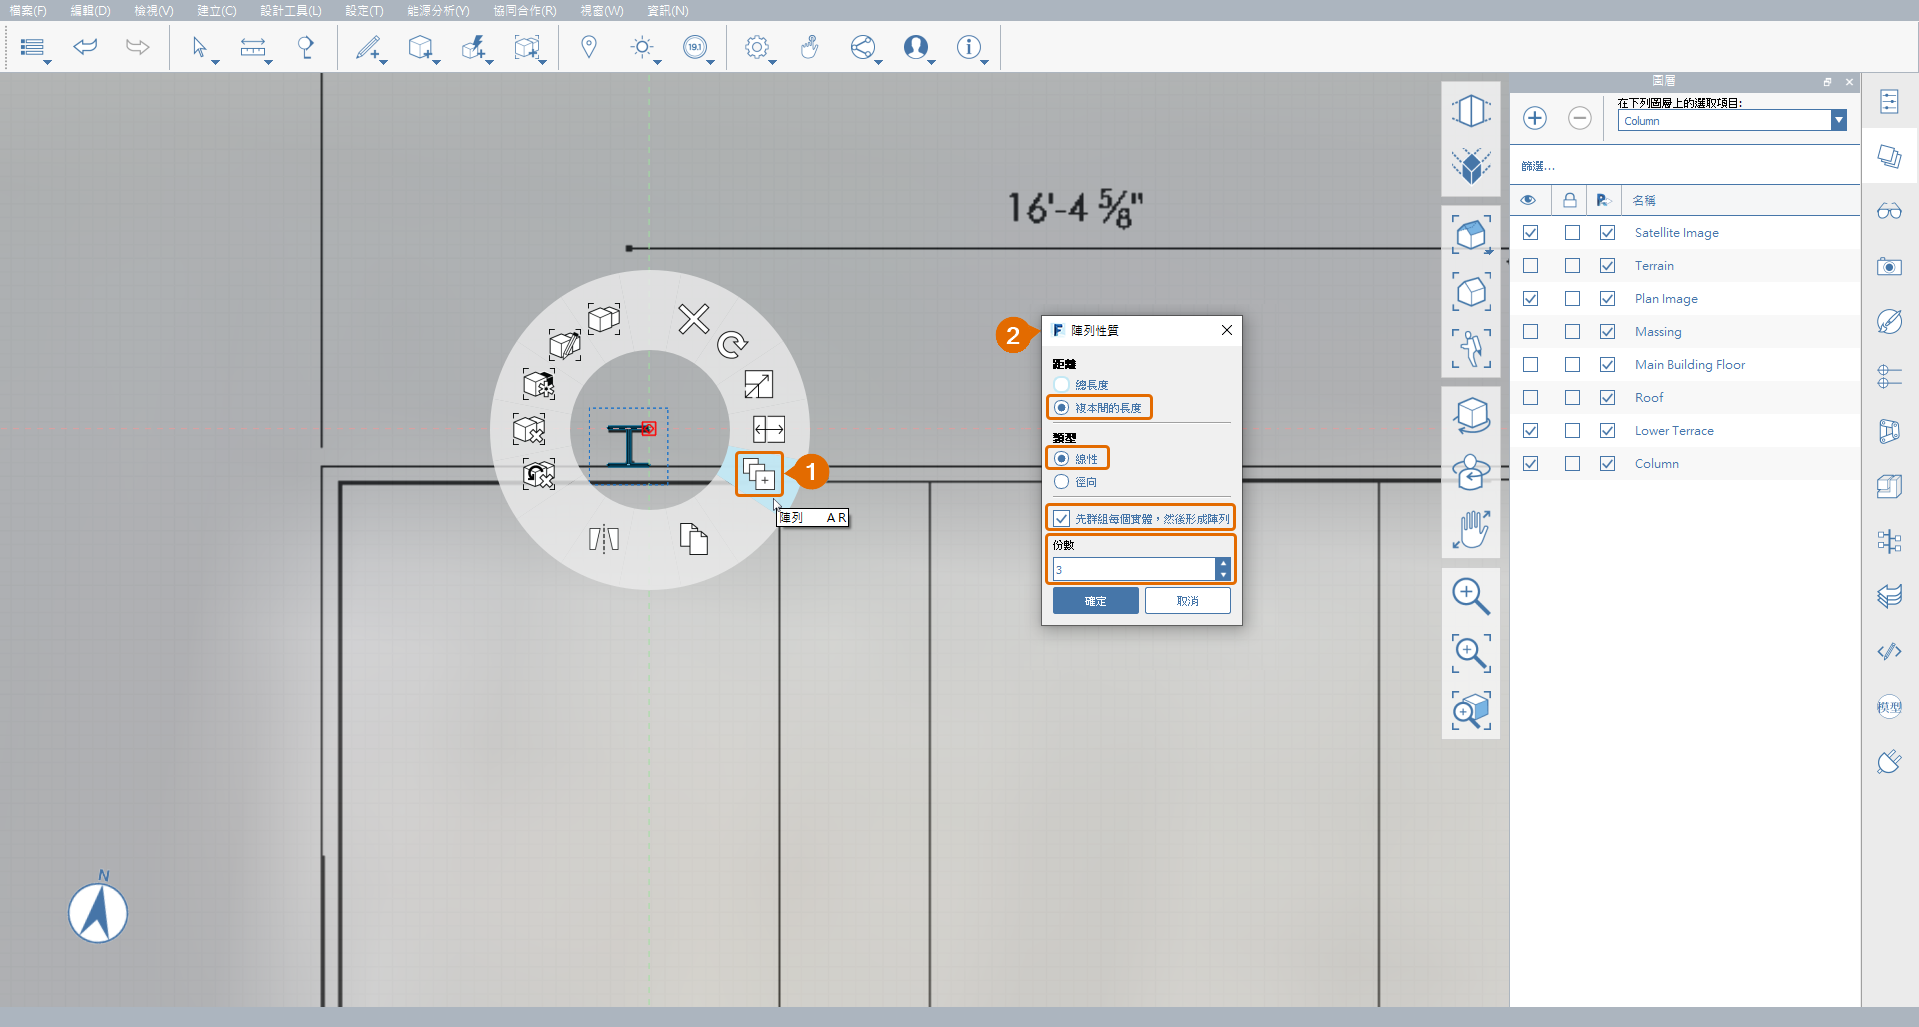 檔案(F) 編輯(D) 檢視(V) 建立(C) 設計工具(L) 設定(T) 能源分析(Y) 協同合作(R) 視窗(W) 資訊(N)
19.1
圖層
在下列圖層上的選取項目:
Column
篩選...
名稱
Satellite Image
Terrain
Plan Image
Massing
Main Building Floor
Roof
Lower Terrace
Column
模型
16'-4 5/8"
1
陣列 AR
2
F 陣列性質
距離
總長度
複本間的長度
類型
線性
徑向
先群組每個實體，然後形成陣列
份數
3
確定 取消
N